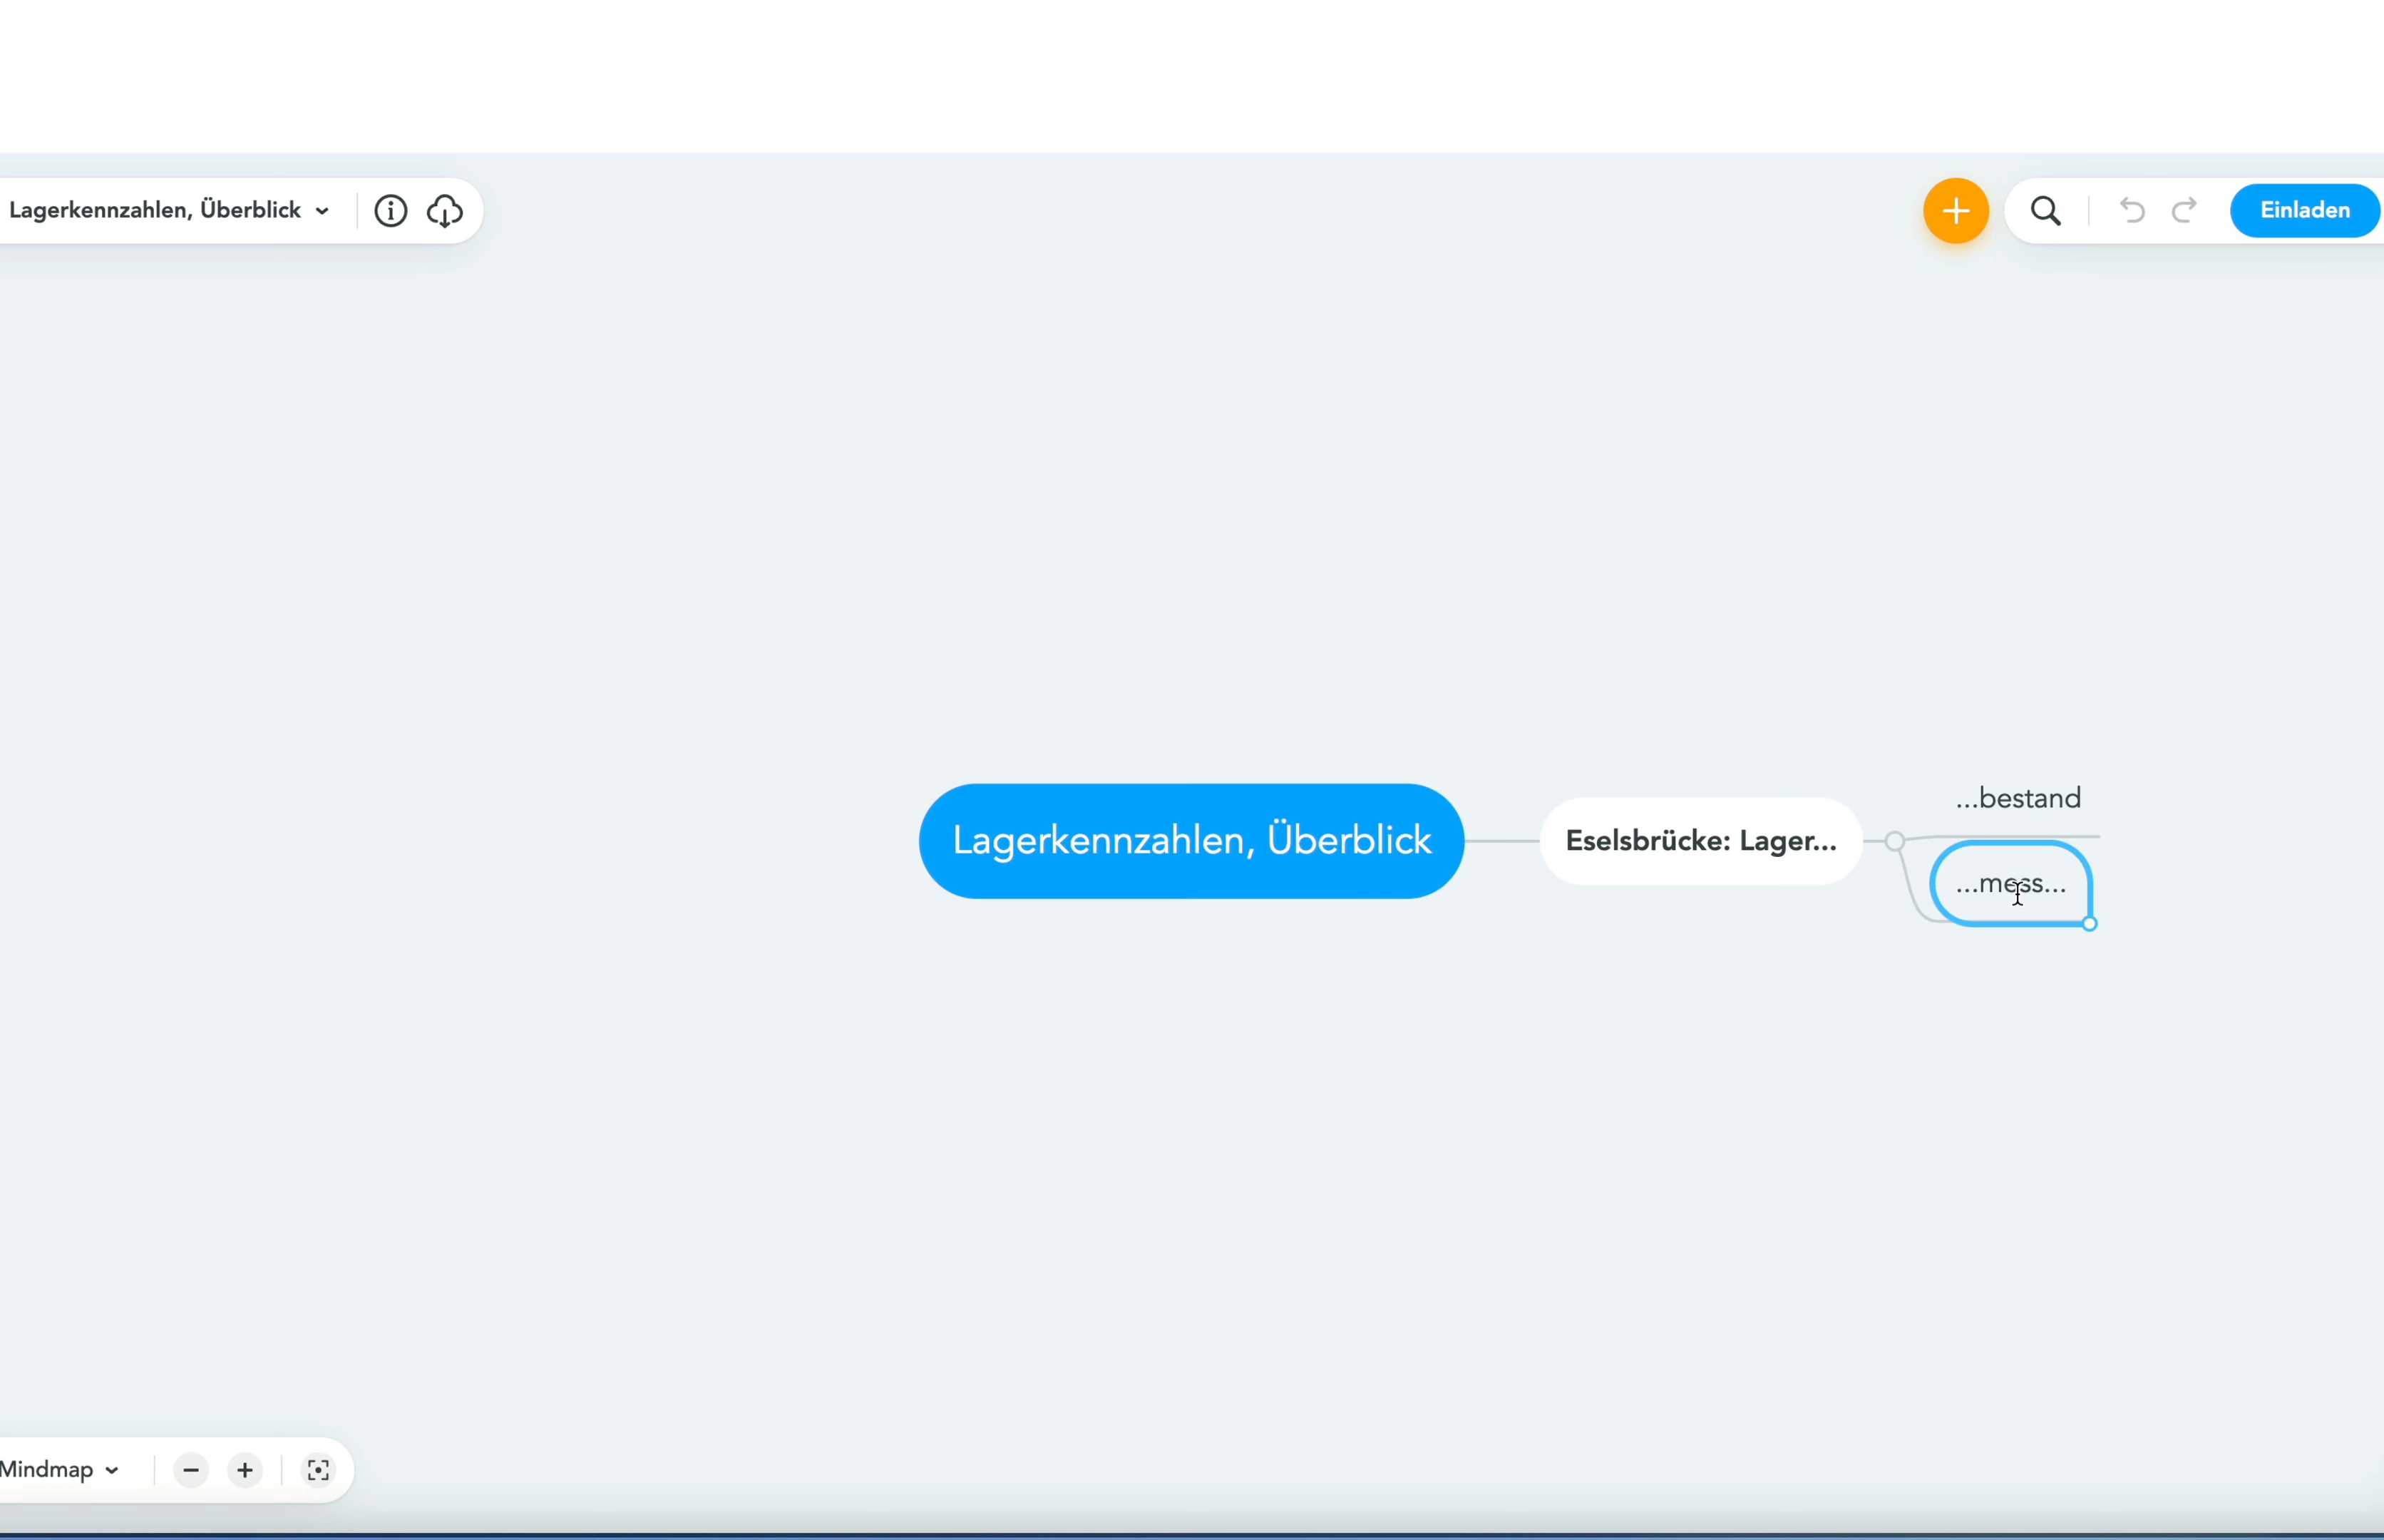 Lagerkennzahlen, Überblick
Einladen
Lagerkennzahlen, Überblick
Eselsbrücke: Lager...
...bestand
...mess...
Mindmap